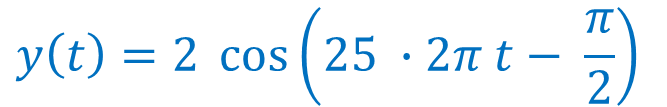 y(t) = 2 cos(25 · 2π t − π/2)